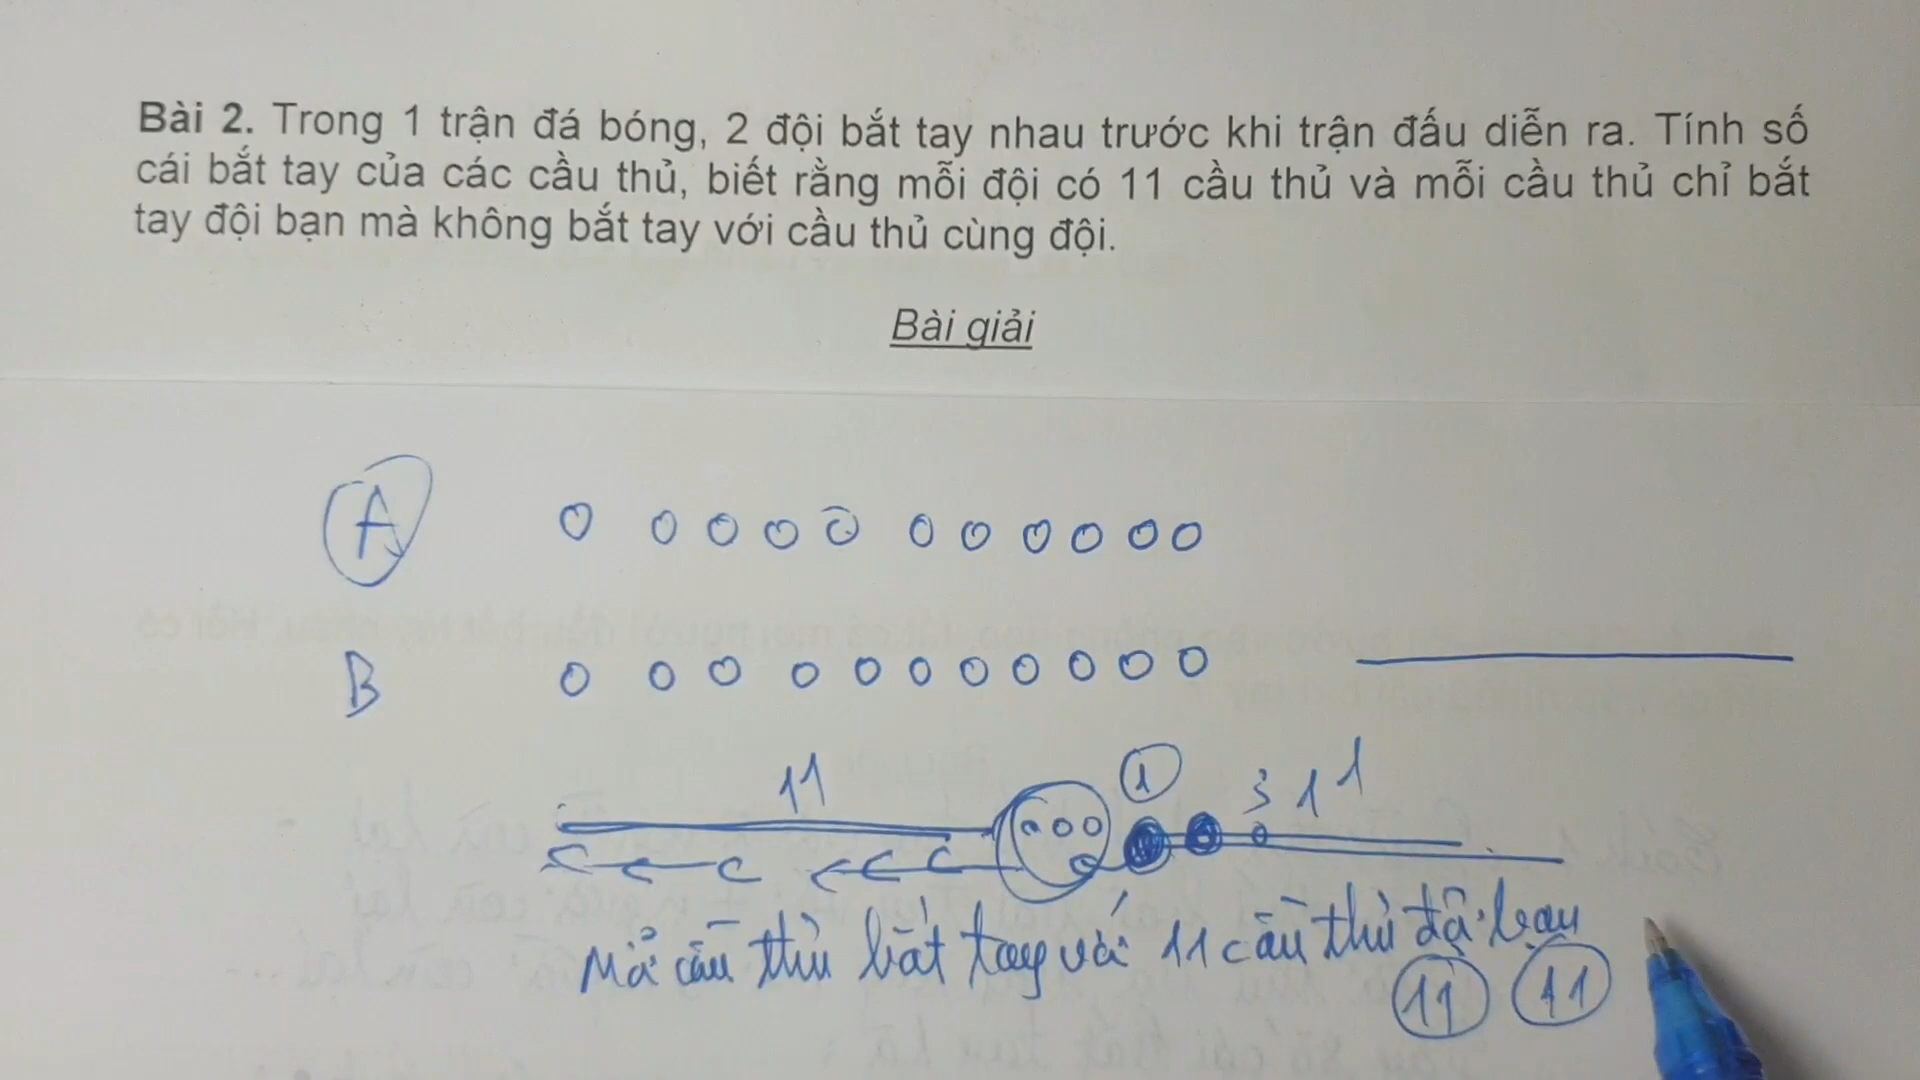 Bài 2. Trong 1 trận đá bóng, 2 đội bắt tay nhau trước khi trận đấu diễn ra. Tính số
cái bắt tay của các cầu thủ, biết rằng mỗi đội có 11 cầu thủ và mỗi cầu thủ chỉ bắt
tay đội bạn mà không bắt tay với cầu thủ cùng đội.
Bài giải
A
B
11 1 3 1 1
cầu thủ bắt tay với 11 cầu thủ đội bạn
11 11